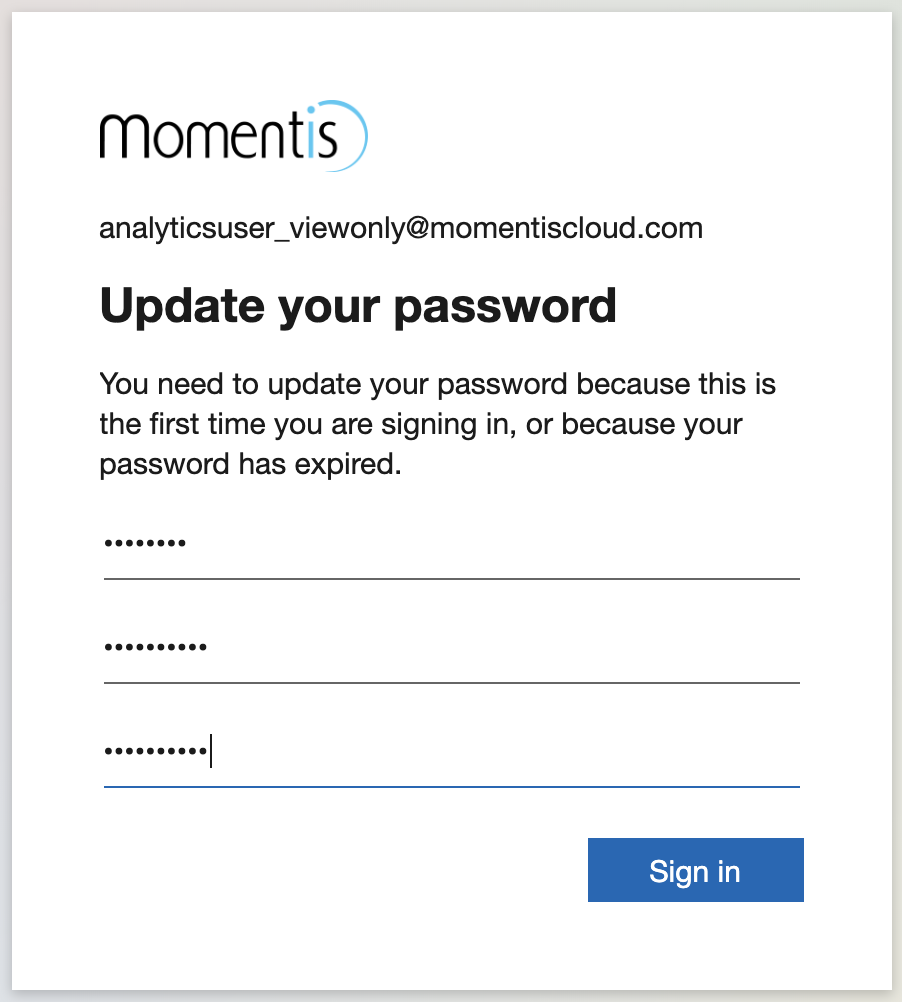 Momentis
analyticsuser_viewonly@momentiscloud.com
Update your password
You need to update your password because this is
the first time you are signing in, or because your
password has expired.
••••••••
••••••••••
••••••••••
Sign in